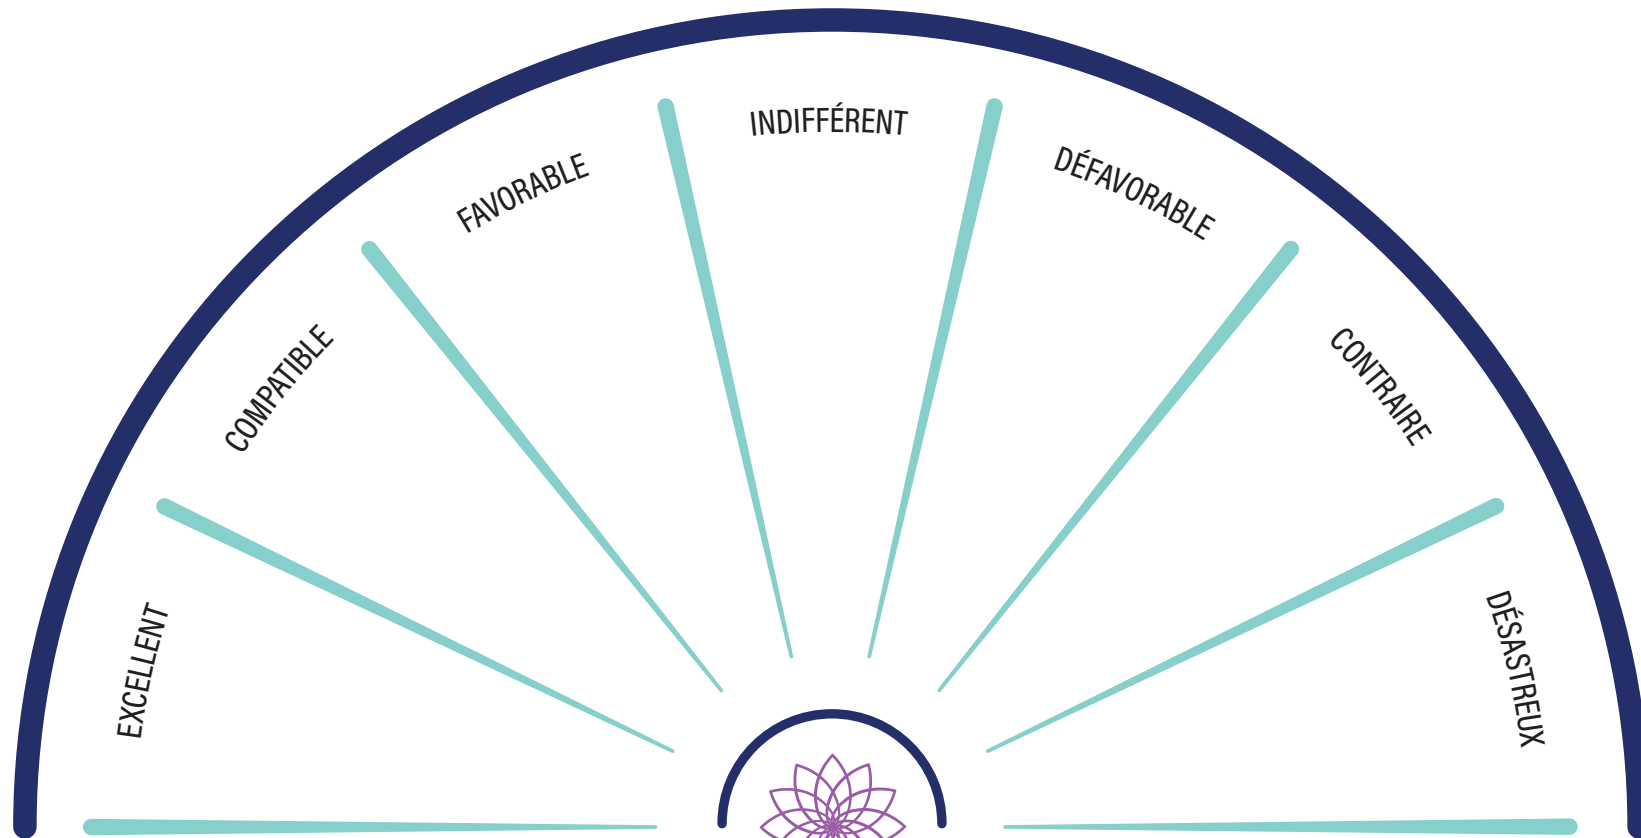 EXCELLENT
COMPATIBLE
FAVORABLE
INDIFFÉRENT
DÉFAVORABLE
CONTRAIRE
DÉSASTREUX